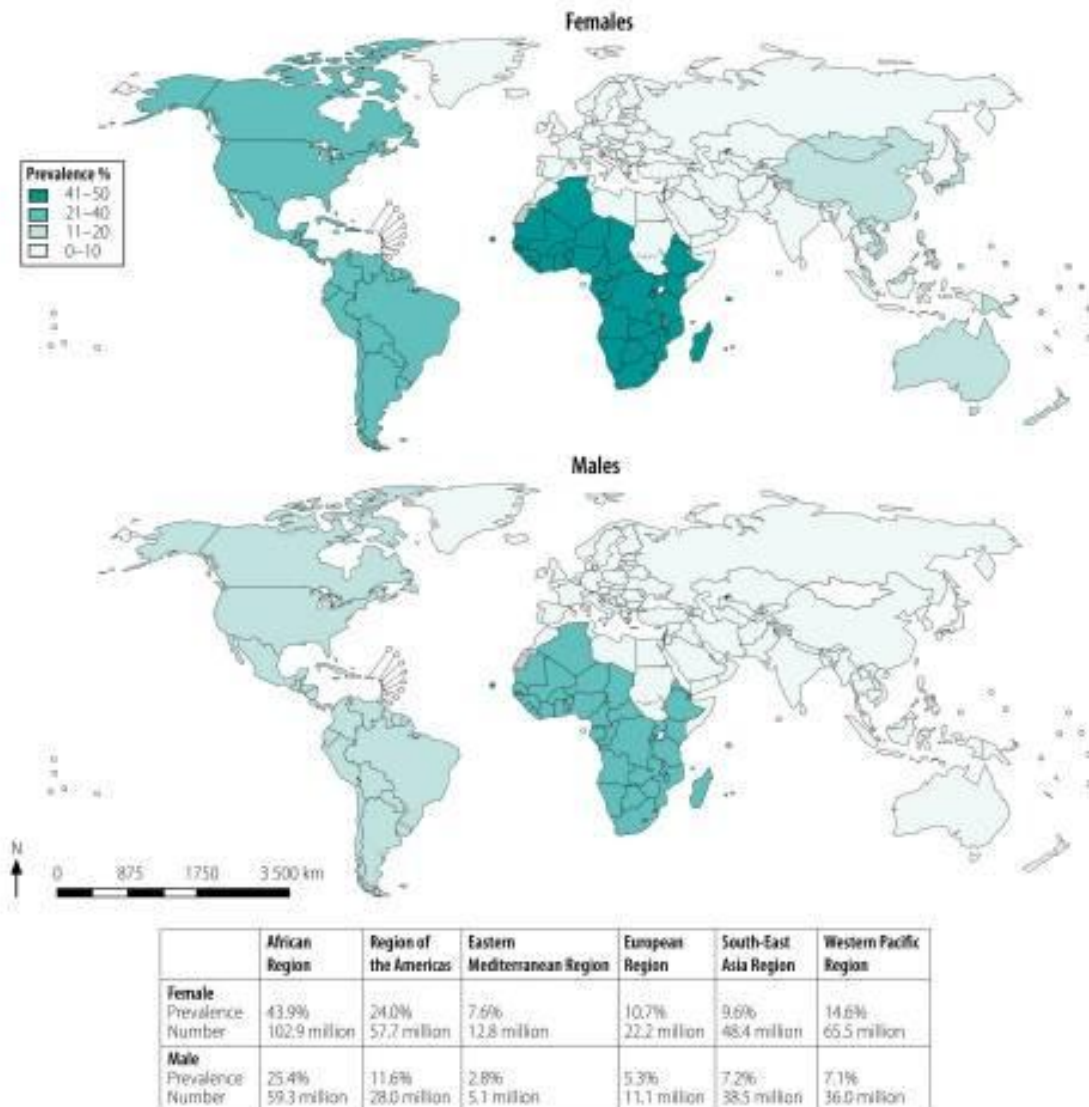 Females
Prevalence %
41–50
21–40
11–20
0–10
Males
N
0 875 1750 3 500 km
African Region of Eastern European South-East Western Pacific
Region the Americas Mediterranean Region Region Asia Region Region
Female
Prevalence 43.9% 24.0% 7.6% 10.7% 9.6% 14.6%
Number 102.9 million 57.7 million 12.8 million 22.2 million 48.4 million 65.5 million
Male
Prevalence 25.4% 11.6% 2.8% 5.3% 7.2% 7.1%
Number 59.3 million 28.0 million 5.1 million 11.1 million 38.5 million 36.0 million